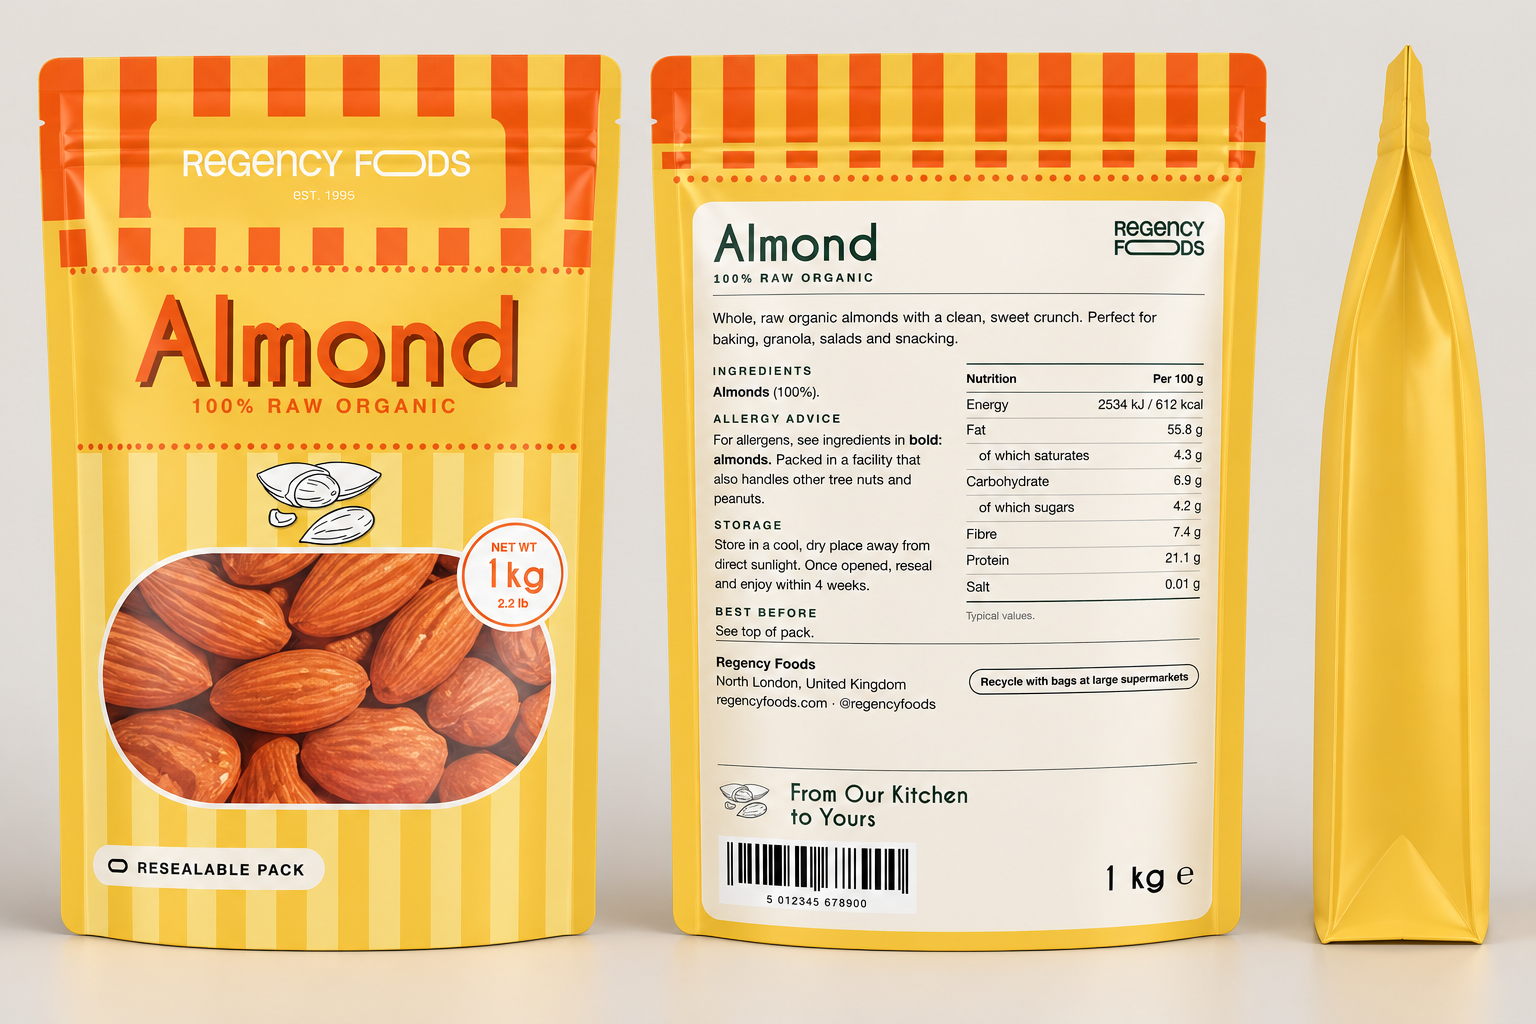 REGENCY FOODS
EST. 1995
Almond
100% RAW ORGANIC
NET WT
1kg
2.2 lb
RESEALABLE PACK
Almond
100% RAW ORGANIC
REGENCY
FOODS
Whole, raw organic almonds with a clean, sweet crunch. Perfect for
baking, granola, salads and snacking.
INGREDIENTS
Almonds (100%).
ALLERGY ADVICE
For allergens, see ingredients in bold:
almonds. Packed in a facility that
also handles other tree nuts and
peanuts.
STORAGE
Store in a cool, dry place away from
direct sunlight. Once opened, reseal
and enjoy within 4 weeks.
BEST BEFORE
See top of pack.
Nutrition Per 100 g
Energy 2534 kJ / 612 kcal
Fat 55.8 g
of which saturates 4.3 g
Carbohydrate 6.9 g
of which sugars 4.2 g
Fibre 7.4 g
Protein 21.1 g
Salt 0.01 g
Typical values.
Regency Foods
North London, United Kingdom
regencyfoods.com · @regencyfoods
Recycle with bags at large supermarkets
From Our Kitchen
to Yours
5 012345 678900
1 kg ℮